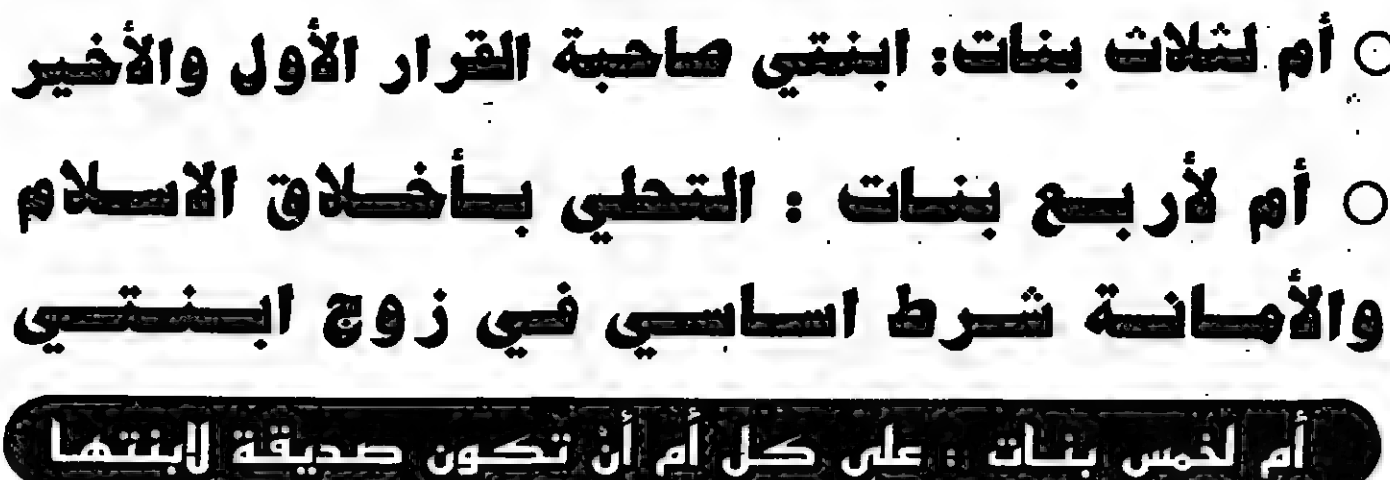 ○ أم لثلاث بنات: ابنتي صاحبة القرار الأول والأخير
○ أم لأربع بنات : التحلي بأخلاق الاسلام
والأمانة شرط اساسي في زوج ابنتي
أم لخمس بنات : على كل أم أن تكون صديقة لابنتها